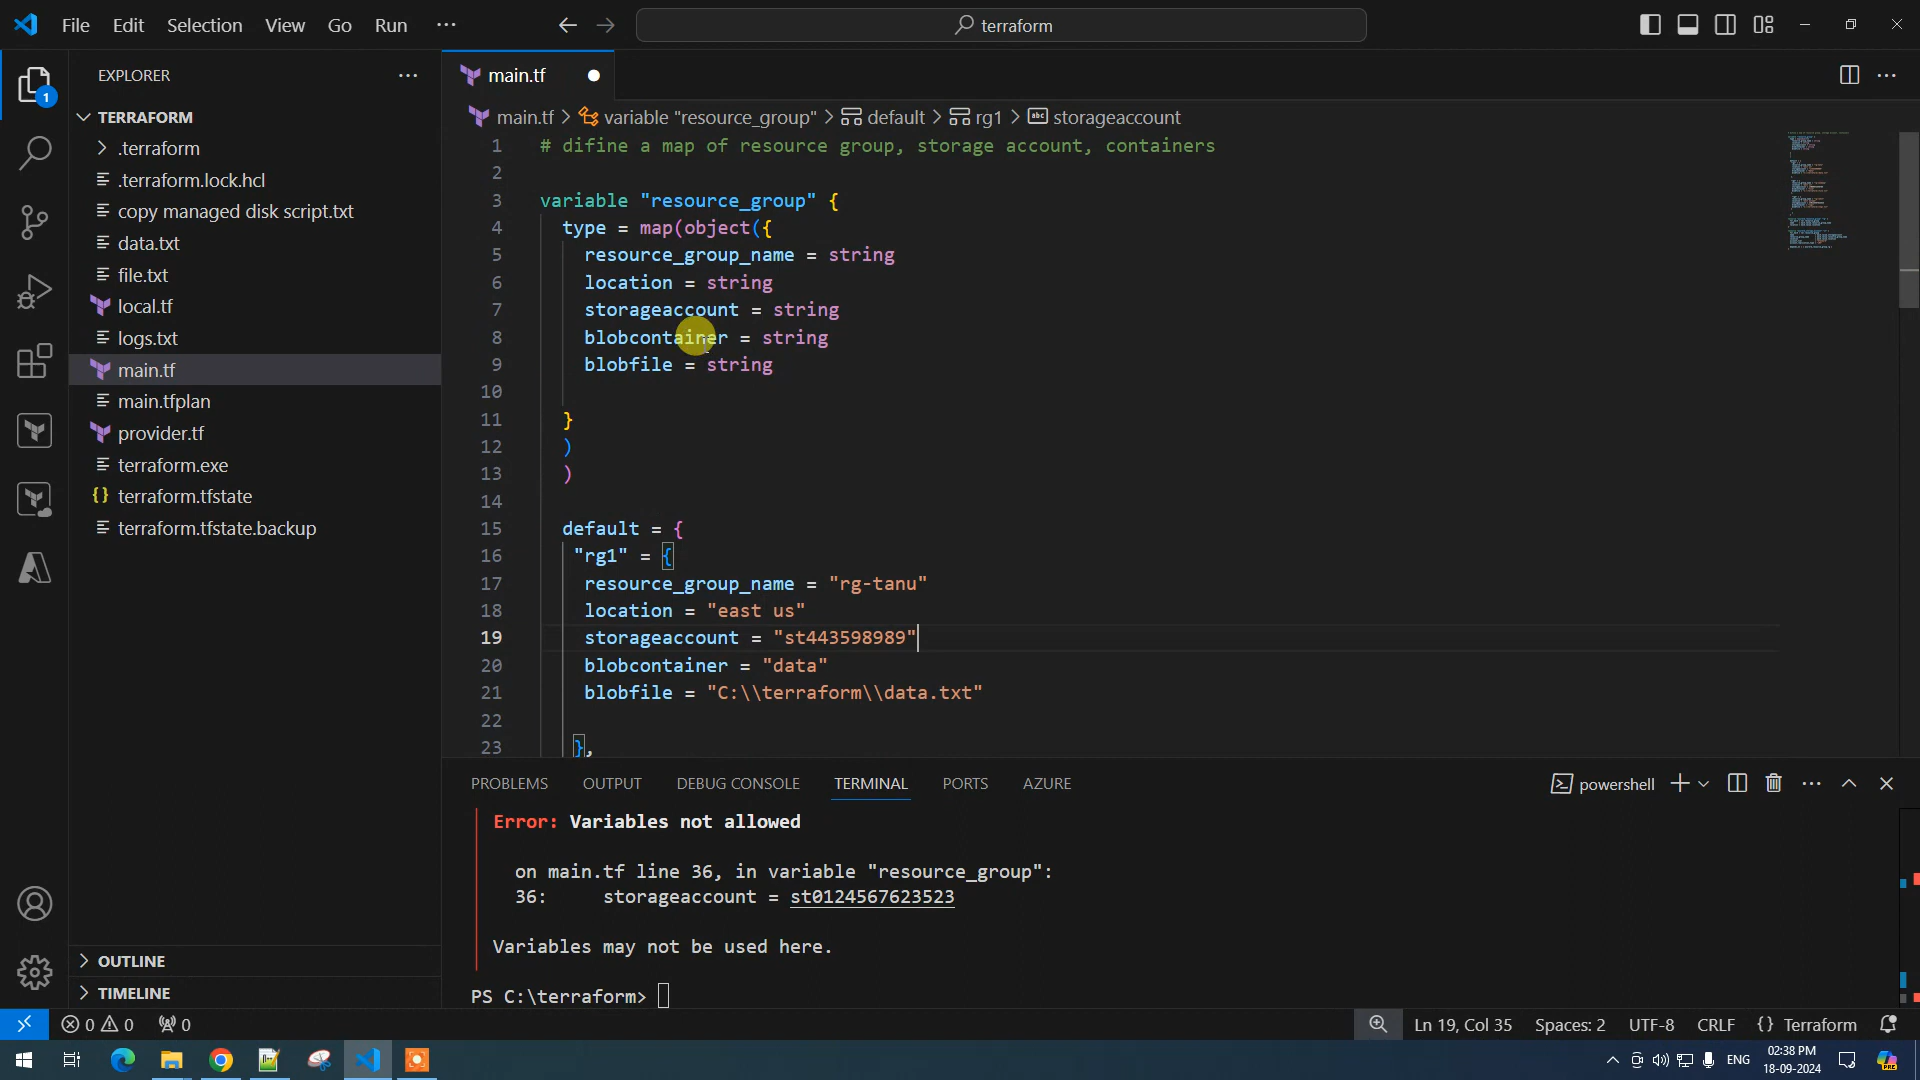 File Edit Selection View Go Run ···
terraform
EXPLORER
TERRAFORM
.terraform
.terraform.lock.hcl
copy managed disk script.txt
data.txt
file.txt
local.tf
logs.txt
main.tf
main.tfplan
provider.tf
terraform.exe
terraform.tfstate
terraform.tfstate.backup
OUTLINE
TIMELINE
1
main.tf
main.tf > variable "resource_group" > default > rg1 > storageaccount
1 # difine a map of resource group, storage account, containers
2
3 variable "resource_group" {
4 type = map(object({
5 resource_group_name = string
6 location = string
7 storageaccount = string
8 blobcontainer = string
9 blobfile = string
10
11 }
12 )
13 )
14
15 default = {
16 "rg1" = {
17 resource_group_name = "rg-tanu"
18 location = "east us"
19 storageaccount = "st443598989"
20 blobcontainer = "data"
21 blobfile = "C:\\terraform\\data.txt"
22
23 },
PROBLEMS OUTPUT DEBUG CONSOLE TERMINAL PORTS AZURE
powershell
Error: Variables not allowed
on main.tf line 36, in variable "resource_group":
36: storageaccount = st0124567623523
Variables may not be used here.
PS C:\terraform>
0 0 0
Ln 19, Col 35 Spaces: 2 UTF-8 CRLF {} Terraform
ENG
02:38 PM
18-09-2024